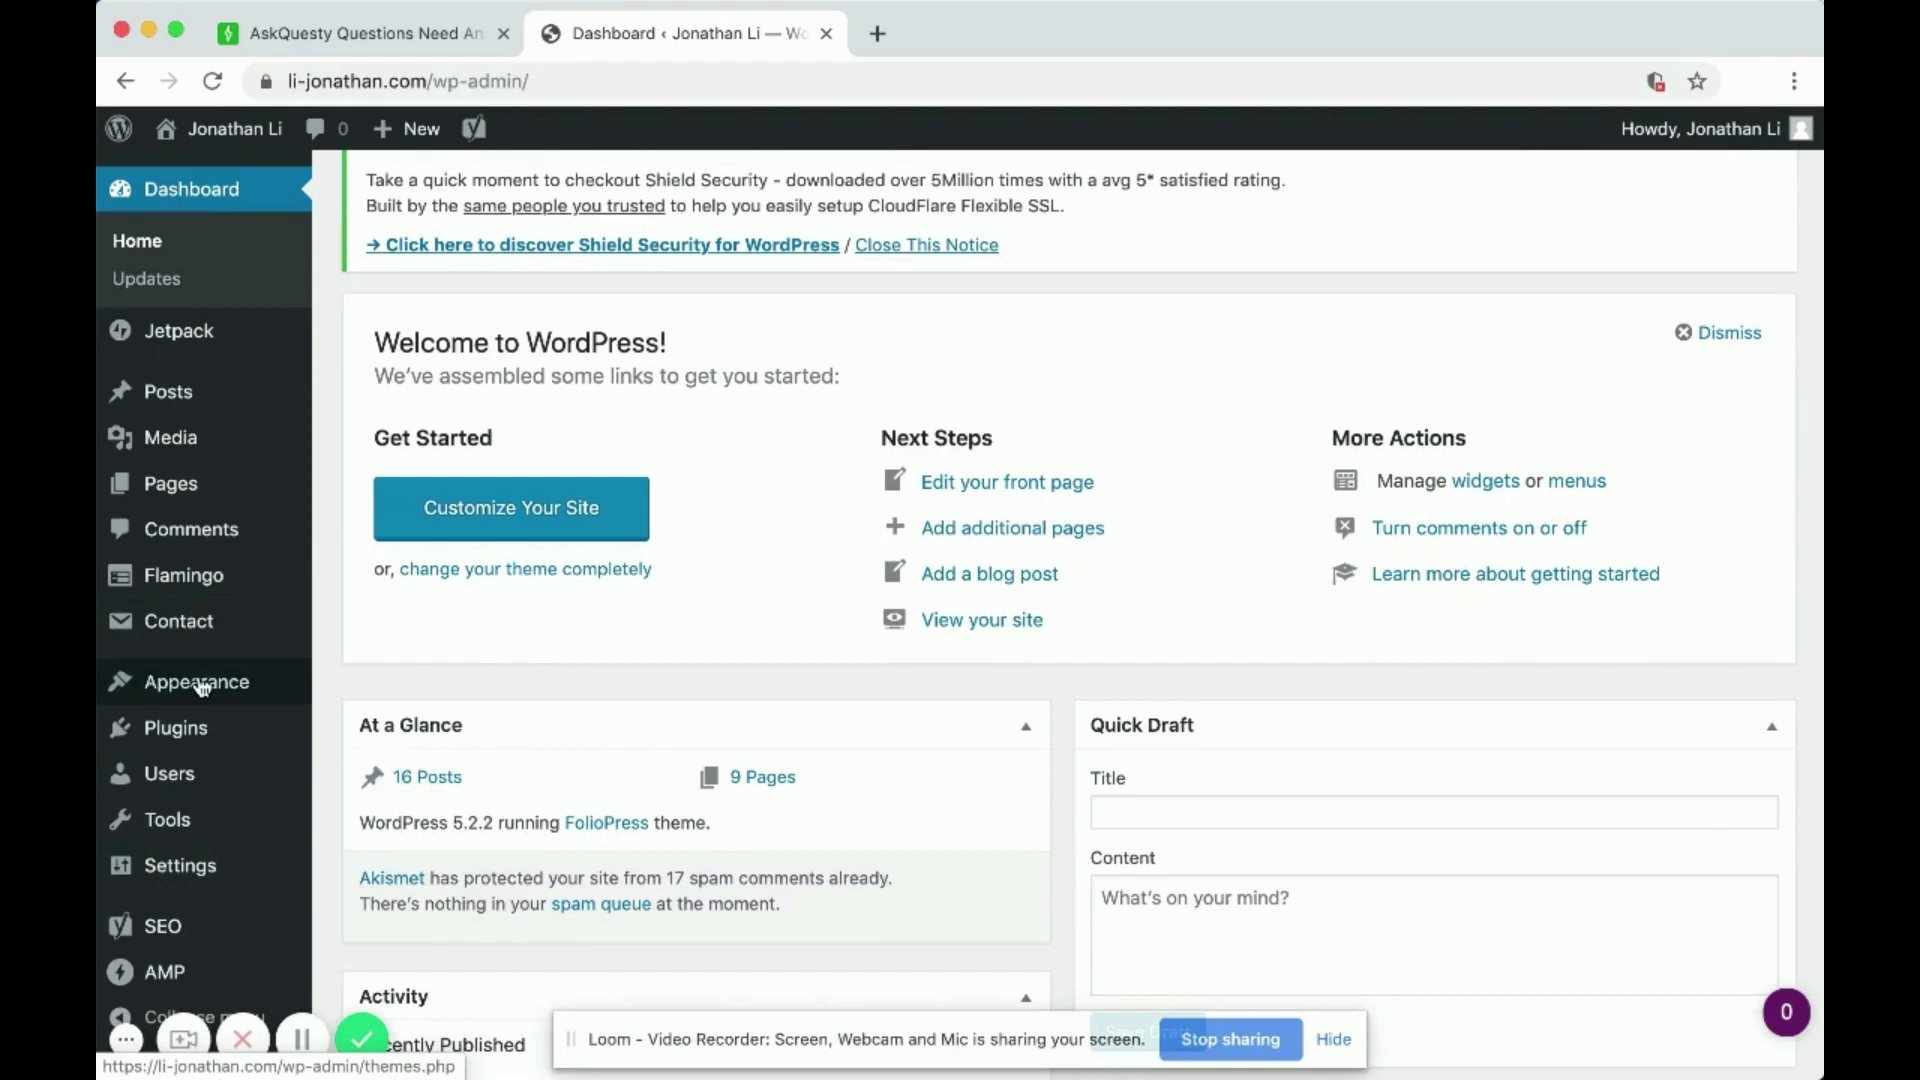 AskQuesty Questions Need An
Dashboard ‹ Jonathan Li — Wo
li-jonathan.com/wp-admin/
Jonathan Li
0
New
Howdy, Jonathan Li
Dashboard
Home
Updates
Jetpack
Posts
Media
Pages
Comments
Flamingo
Contact
Appearance
Plugins
Users
Tools
Settings
SEO
AMP
Take a quick moment to checkout Shield Security - downloaded over 5Million times with a avg 5* satisfied rating.
Built by the same people you trusted to help you easily setup CloudFlare Flexible SSL.
→ Click here to discover Shield Security for WordPress / Close This Notice
Welcome to WordPress!
Dismiss
We've assembled some links to get you started:
Get Started
Customize Your Site
or, change your theme completely
Next Steps
Edit your front page
Add additional pages
Add a blog post
View your site
More Actions
Manage widgets or menus
Turn comments on or off
Learn more about getting started
At a Glance
16 Posts
9 Pages
WordPress 5.2.2 running FolioPress theme.
Akismet has protected your site from 17 spam comments already.
There's nothing in your spam queue at the moment.
Activity
cently Published
Quick Draft
Title
Content
What's on your mind?
0
Loom - Video Recorder: Screen, Webcam and Mic is sharing your screen.
Stop sharing
Hide
https://li-jonathan.com/wp-admin/themes.php